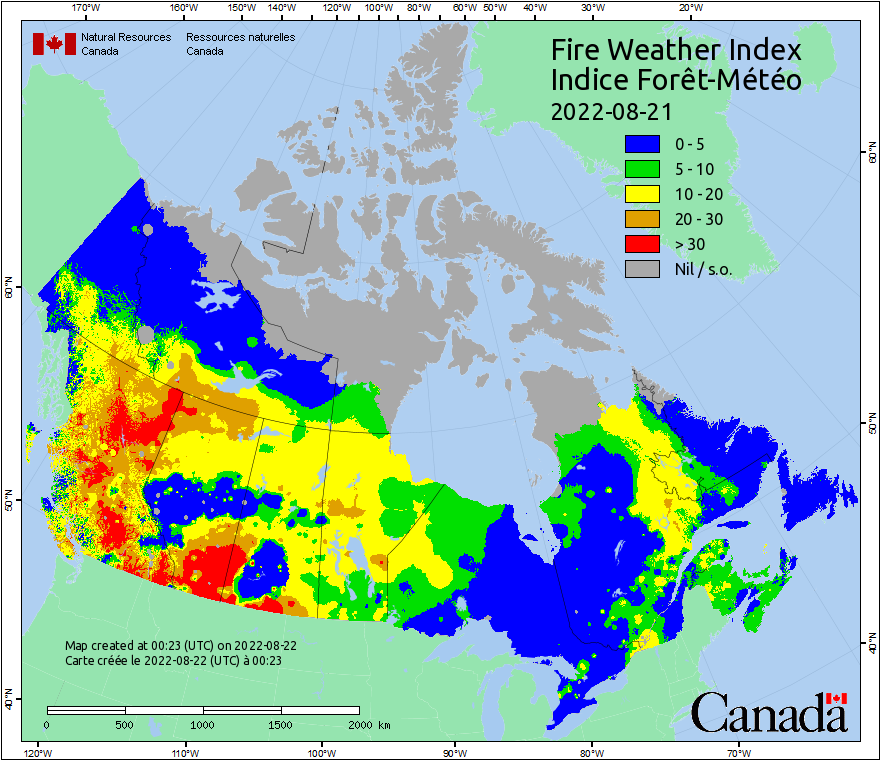 170°W 160°W 150°W 140°W 130°W 120°W 110°W 100°W 90°W 80°W 60°W 50°W 40°W 30°W 20°W
Natural Resources Canada
Ressources naturelles Canada
Fire Weather Index
Indice Forêt-Météo
2022-08-21
0 - 5
5 - 10
10 - 20
20 - 30
> 30
Nil / s.o.
60°N
60°N
50°N
50°N
40°N
40°N
Map created at 00:23 (UTC) on 2022-08-22
Carte créée le 2022-08-22 (UTC) à 00:23
0 500 1000 1500 2000 km
Canada
120°W 110°W 100°W 90°W 80°W 70°W